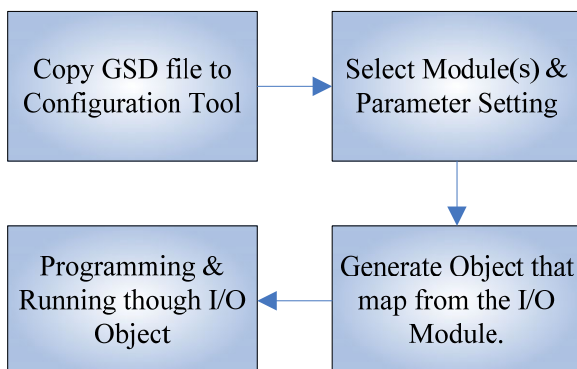 Copy GSD file to
Configuration Tool
Select Module(s) &
Parameter Setting
Generate Object that
map from the I/O
Module.
Programming &
Running though I/O
Object